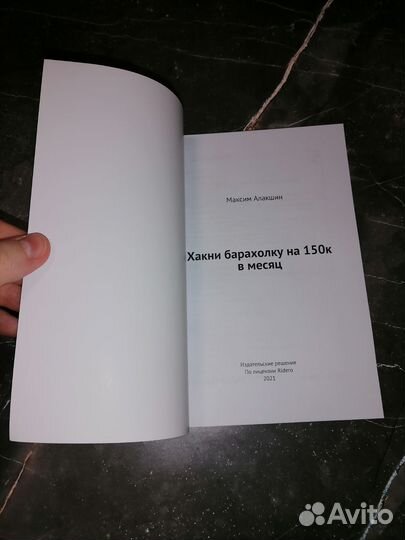 Максим Алакшин
Хакни барахолку на 150к
в месяц
Издательские решения
По лицензии Ridero
2021
Avito